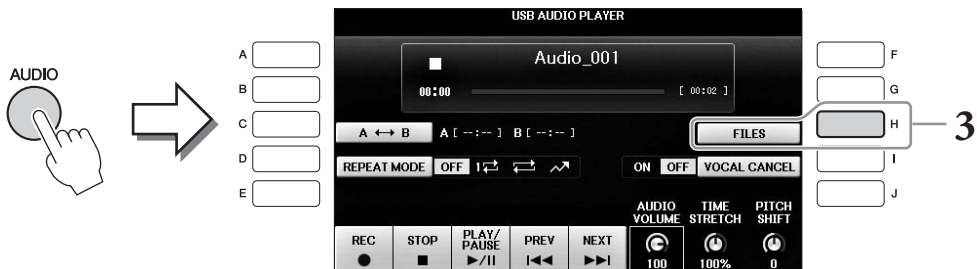 USB AUDIO PLAYER
AUDIO
A
B
C
D
E
Audio_001
00:00 [ 00:02 ]
A ↔ B A [ --:-- ] B [ --:-- ]
FILES
REPEAT MODE OFF 1
ON OFF VOCAL CANCEL
AUDIO VOLUME
TIME STRETCH
PITCH SHIFT
REC
STOP
PLAY/PAUSE
PREV
NEXT
100
100%
0
F
G
H
I
J
3